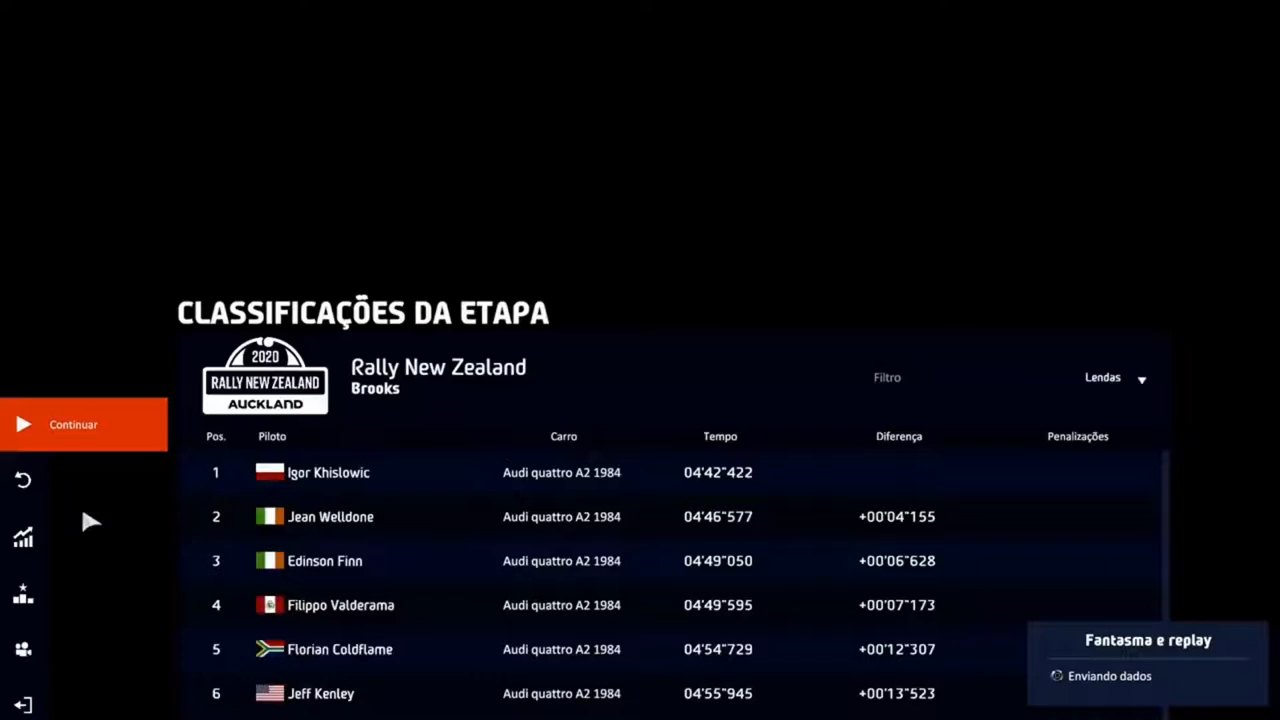 CLASSIFICAÇÕES DA ETAPA
2020
RALLY NEW ZEALAND
AUCKLAND
Rally New Zealand
Brooks
Filtro
Lendas
Continuar
Pos. Piloto Carro Tempo Diferença Penalizações
1 Igor Khislowic Audi quattro A2 1984 04'42"422
2 Jean Welldone Audi quattro A2 1984 04'46"577 +00'04"155
3 Edinson Finn Audi quattro A2 1984 04'49"050 +00'06"628
4 Filippo Valderama Audi quattro A2 1984 04'49"595 +00'07"173
5 Florian Coldflame Audi quattro A2 1984 04'54"729 +00'12"307
6 Jeff Kenley Audi quattro A2 1984 04'55"945 +00'13"523
Fantasma e replay
Enviando dados